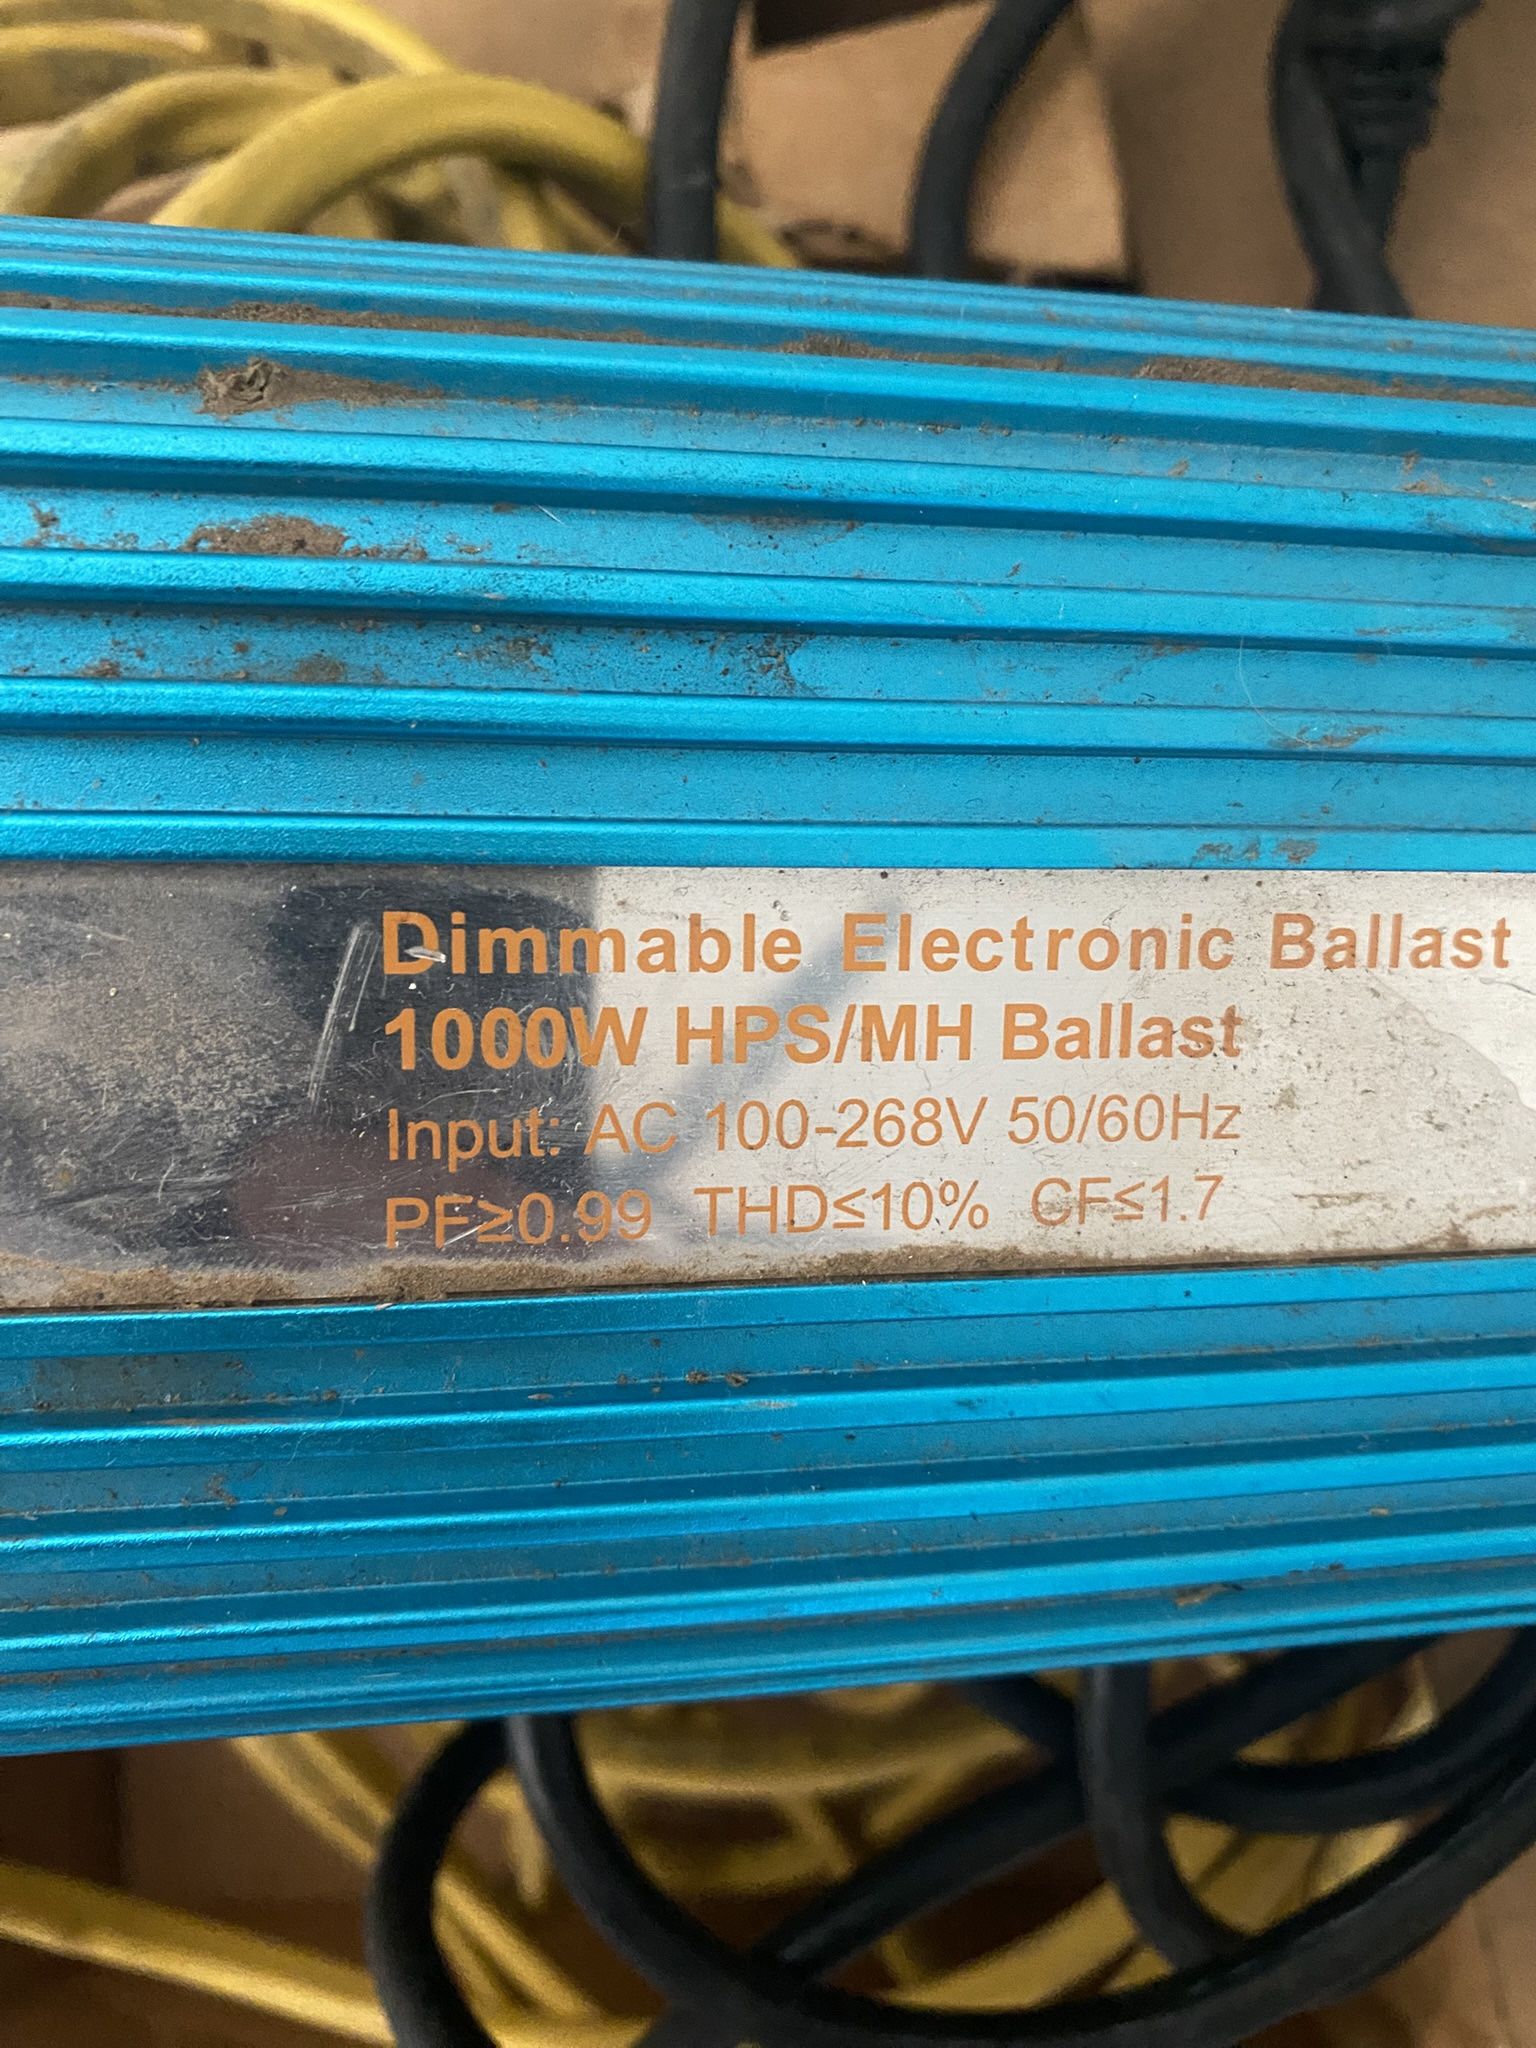 Dimmable Electronic Ballast
1000W HPS/MH Ballast
Input: AC 100-268V 50/60Hz
PF≥0.99 THD≤10% CF≤1.7